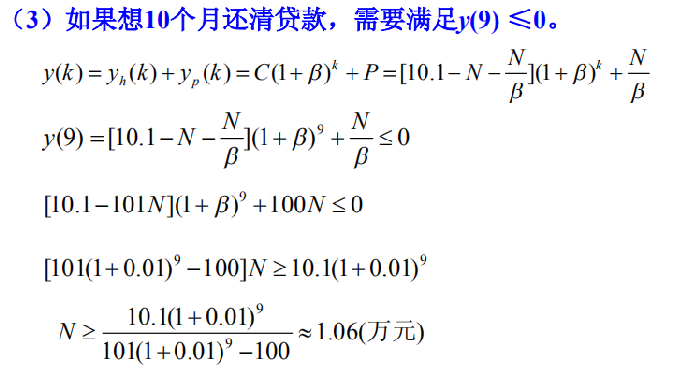 （3）如果想10个月还清贷款，需要满足y(9) ≤0。
y(k) = y_h(k) + y_p(k) = C(1+β)^k + P = [10.1 − N − N/β](1+β)^k + N/β
y(9) = [10.1 − N − N/β](1+β)^9 + N/β ≤ 0
[10.1 − 101N](1+β)^9 + 100N ≤ 0
[101(1+0.01)^9 − 100]N ≥ 10.1(1+0.01)^9
N ≥ 10.1(1+0.01)^9 / 101(1+0.01)^9 − 100 ≈ 1.06(万元)